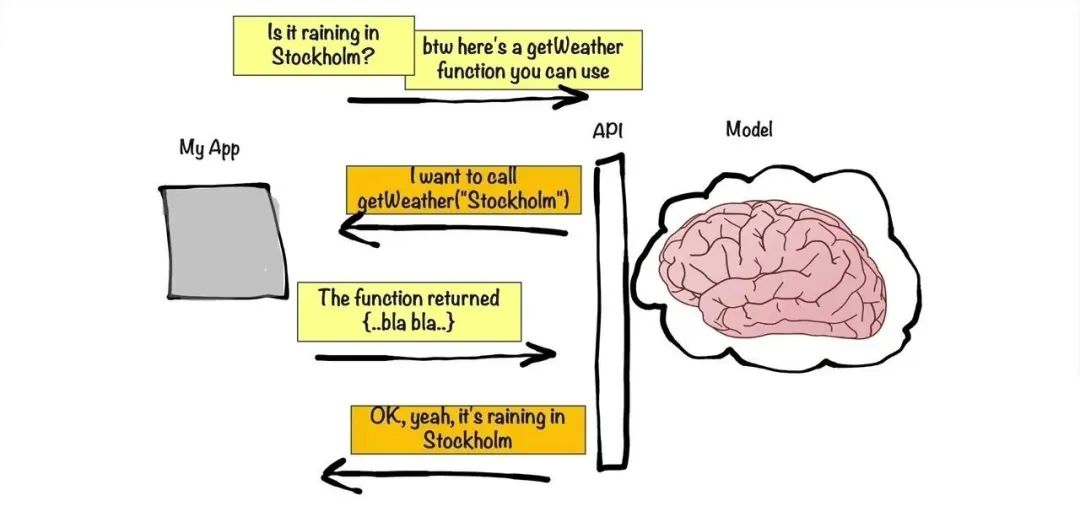 Is it raining in
Stockholm?
btw here's a getWeather
function you can use
API
Model
My App
I want to call
getWeather("Stockholm")
The function returned
{..bla bla..}
OK, yeah, it's raining in
Stockholm